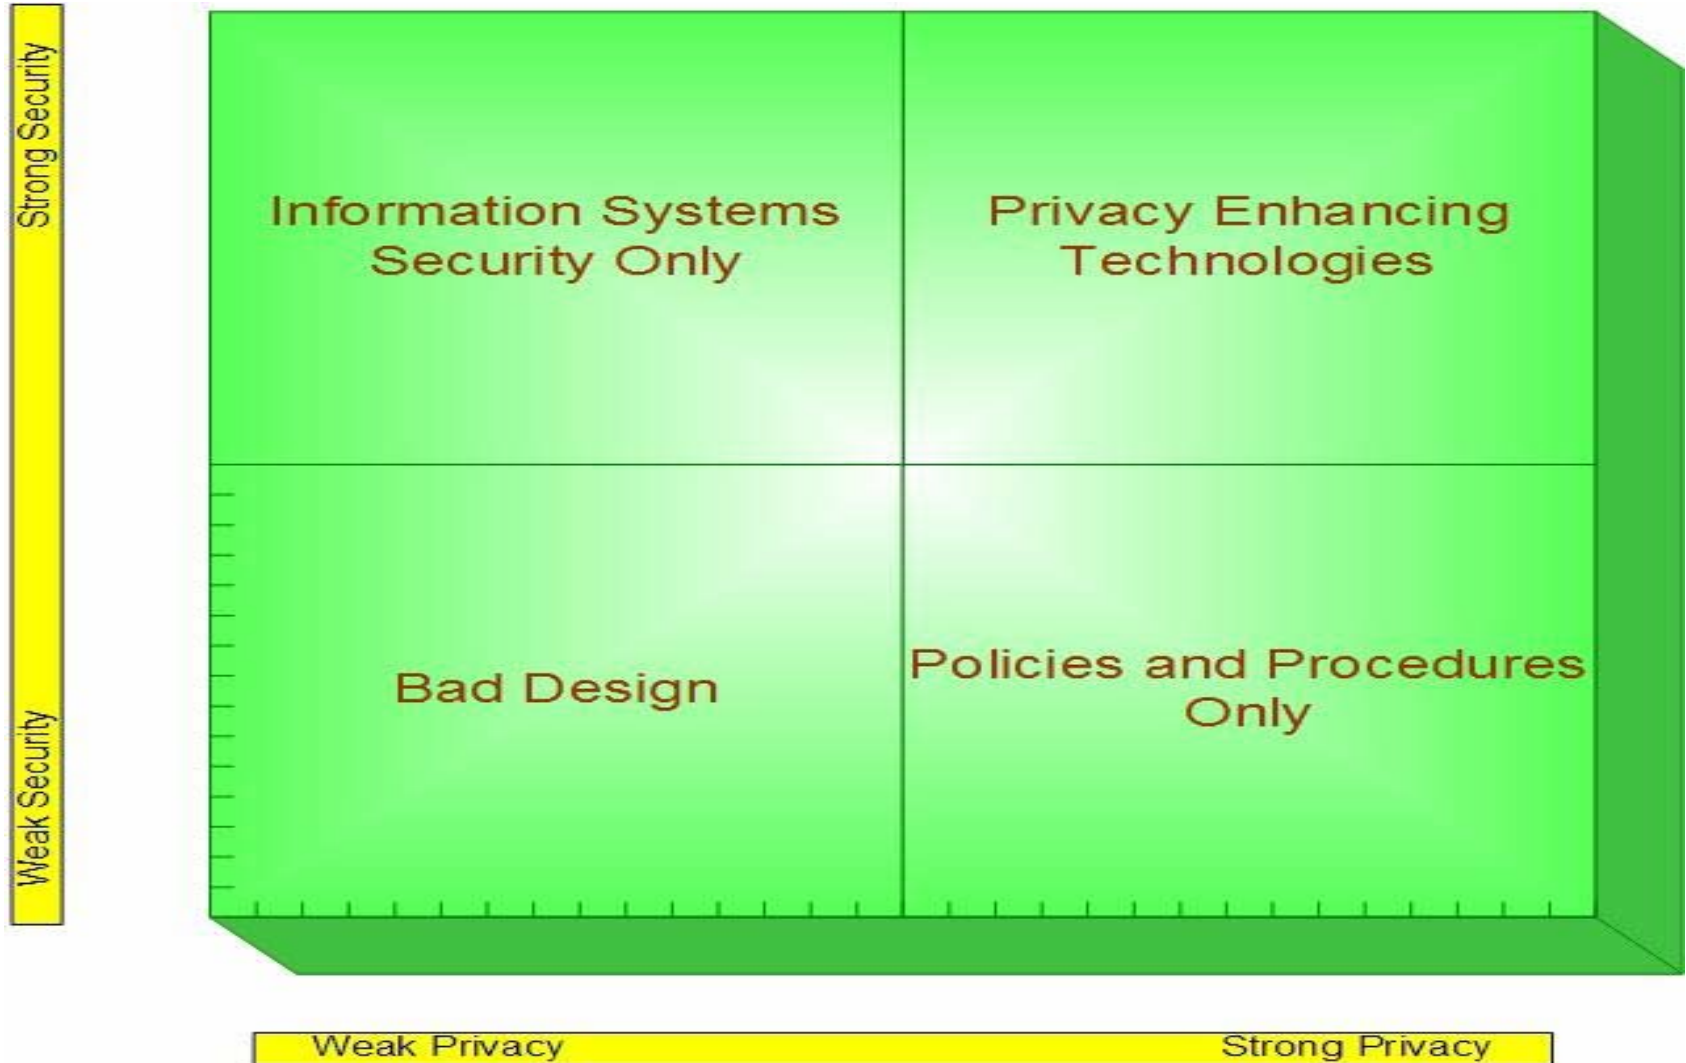 Strong Security
Information Systems
Security Only
Privacy Enhancing
Technologies
Weak Security
Bad Design
Policies and Procedures
Only
Weak Privacy
Strong Privacy